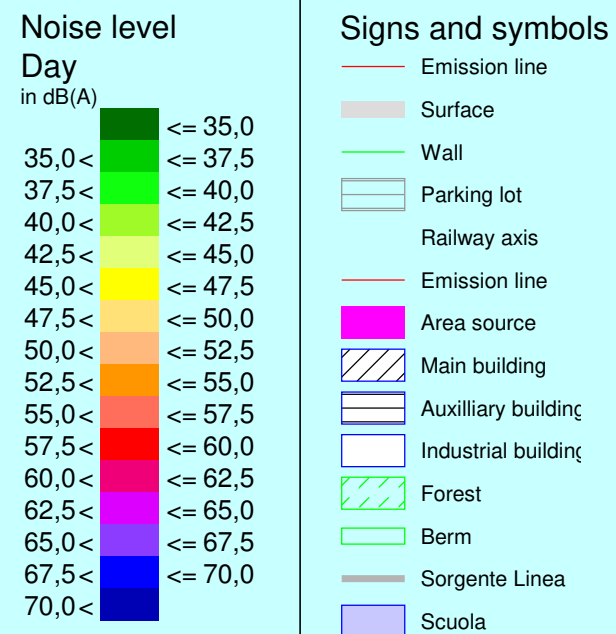 Noise level
Day
in dB(A)
<= 35,0
35,0< <= 37,5
37,5< <= 40,0
40,0< <= 42,5
42,5< <= 45,0
45,0< <= 47,5
47,5< <= 50,0
50,0< <= 52,5
52,5< <= 55,0
55,0< <= 57,5
57,5< <= 60,0
60,0< <= 62,5
62,5< <= 65,0
65,0< <= 67,5
67,5< <= 70,0
70,0<
Signs and symbols
Emission line
Surface
Wall
Parking lot
Railway axis
Emission line
Area source
Main building
Auxilliary building
Industrial building
Forest
Berm
Sorgente Linea
Scuola